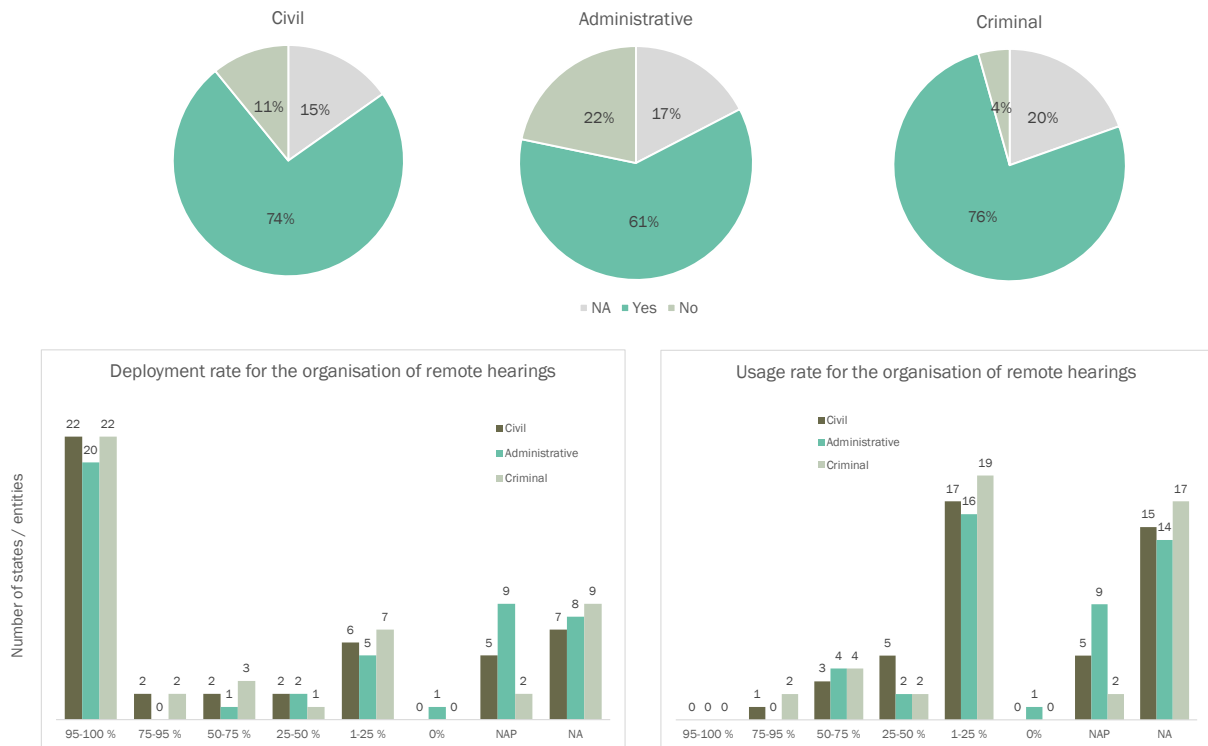 Civil
Administrative
Criminal
11%
15%
74%
22%
17%
61%
4%
20%
76%
NA Yes No
Deployment rate for the organisation of remote hearings
Number of states / entities
Civil
Administrative
Criminal
22 20 22
2 0 2
2 1 3
2 2 1
6 5 7
0 1 0
5 9 2
7 8 9
95-100 % 75-95 % 50-75 % 25-50 % 1-25 % 0% NAP NA
Usage rate for the organisation of remote hearings
Civil
Administrative
Criminal
0 0 0
1 0 2
3 4 4
5 2 2
17 16 19
0 1 0
5 9 2
15 14 17
95-100 % 75-95 % 50-75 % 25-50 % 1-25 % 0% NAP NA